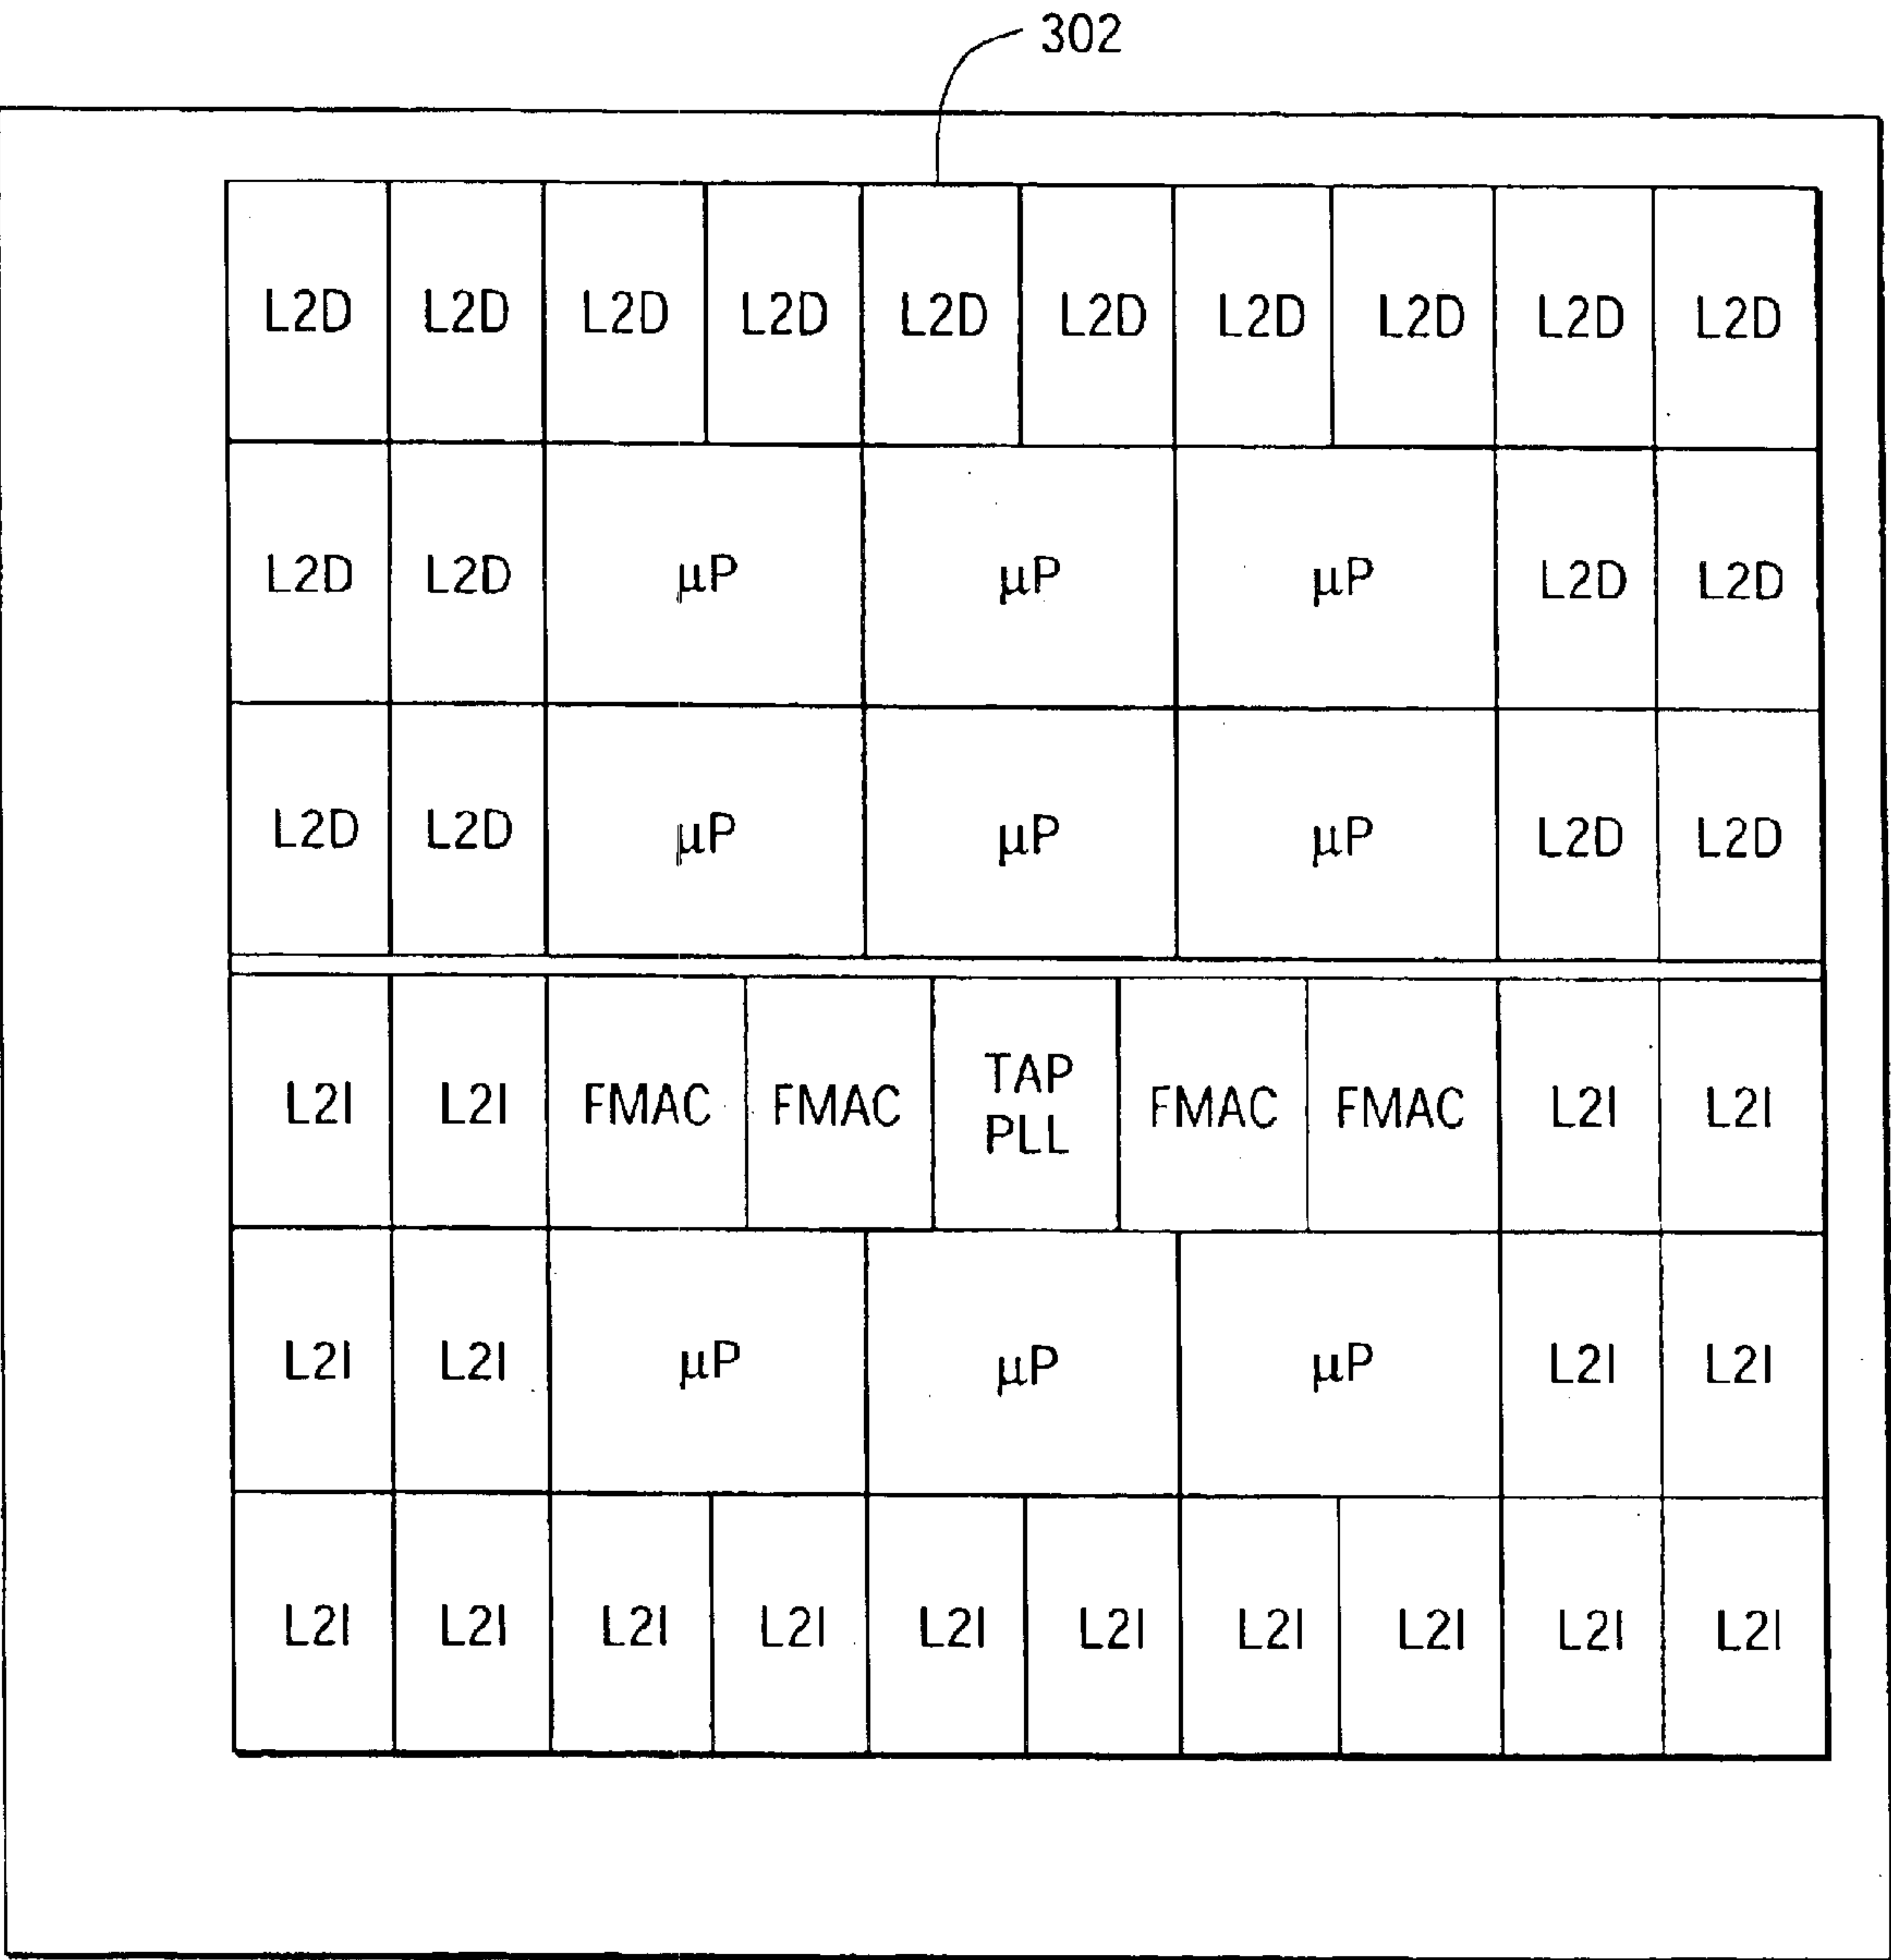 302
L2D L2D L2D L2D L2D L2D L2D L2D L2D L2D
L2D L2D µP µP µP L2D L2D
L2D L2D µP µP µP L2D L2D
L2I L2I FMAC FMAC TAP PLL FMAC FMAC L2I L2I
L2I L2I µP µP µP L2I L2I
L2I L2I L2I L2I L2I L2I L2I L2I L2I L2I